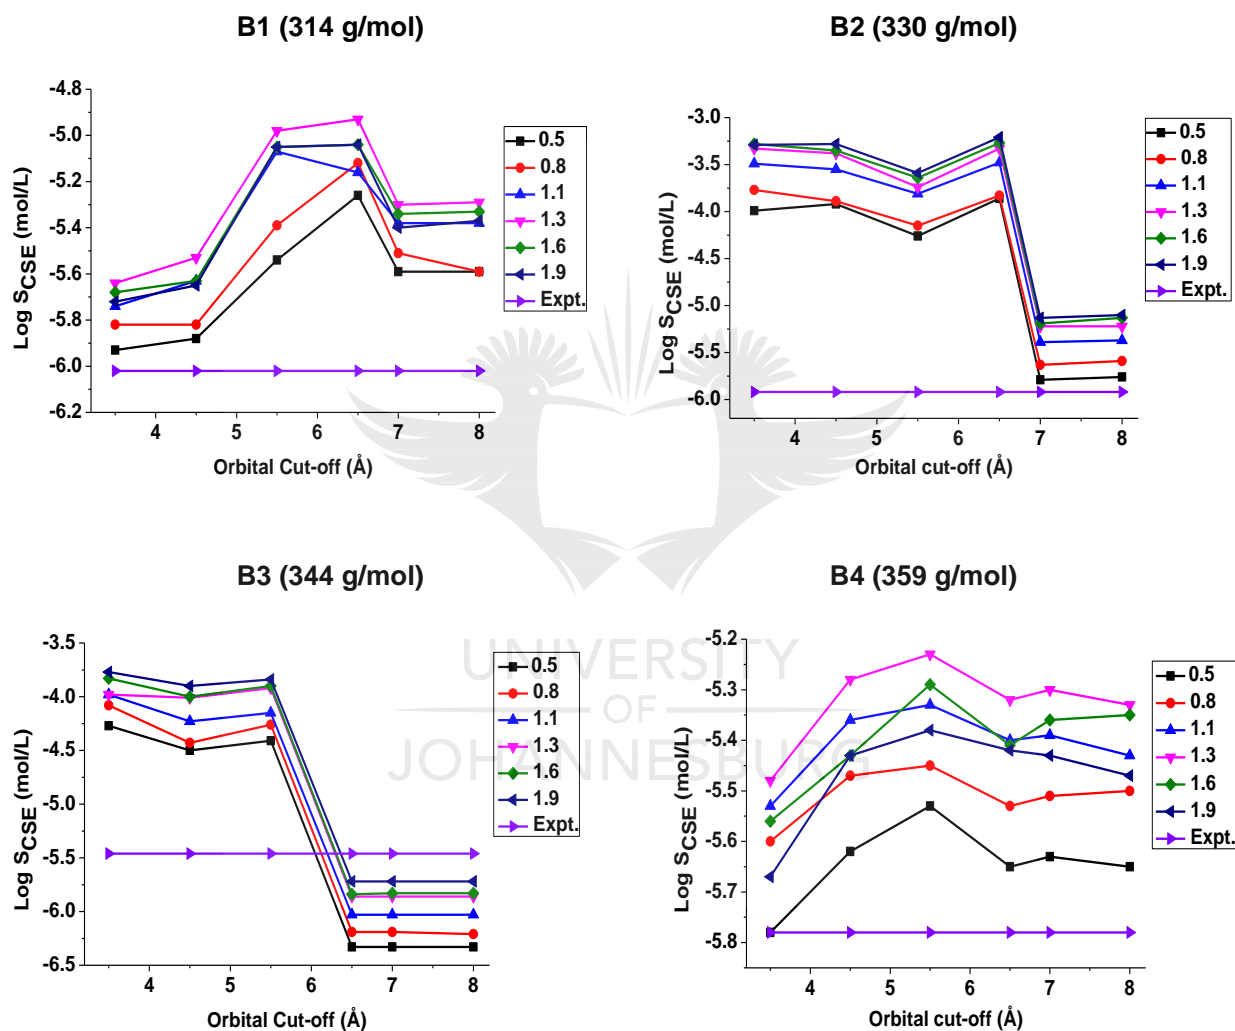 B1 (314 g/mol)
-4.8
-5.0
-5.2
-5.4
-5.6
-5.8
-6.0
-6.2
Log S_CSE (mol/L)
4 5 6 7 8
Orbital Cut-off (Å)
0.5
0.8
1.1
1.3
1.6
1.9
Expt.
B2 (330 g/mol)
-3.0
-3.5
-4.0
-4.5
-5.0
-5.5
-6.0
Log S_CSE (mol/L)
4 5 6 7 8
Orbital cut-off (Å)
0.5
0.8
1.1
1.3
1.6
1.9
Expt.
B3 (344 g/mol)
-3.5
-4.0
-4.5
-5.0
-5.5
-6.0
-6.5
Log S_CSE (mol/L)
4 5 6 7 8
Orbital Cut-off (Å)
0.5
0.8
1.1
1.3
1.6
1.9
Expt.
B4 (359 g/mol)
-5.2
-5.3
-5.4
-5.5
-5.6
-5.7
-5.8
Log S_CSE (mol/L)
4 5 6 7 8
Orbital cut-off (Å)
0.5
0.8
1.1
1.3
1.6
1.9
Expt.
UNIVERSITY
OF
JOHANNESBURG